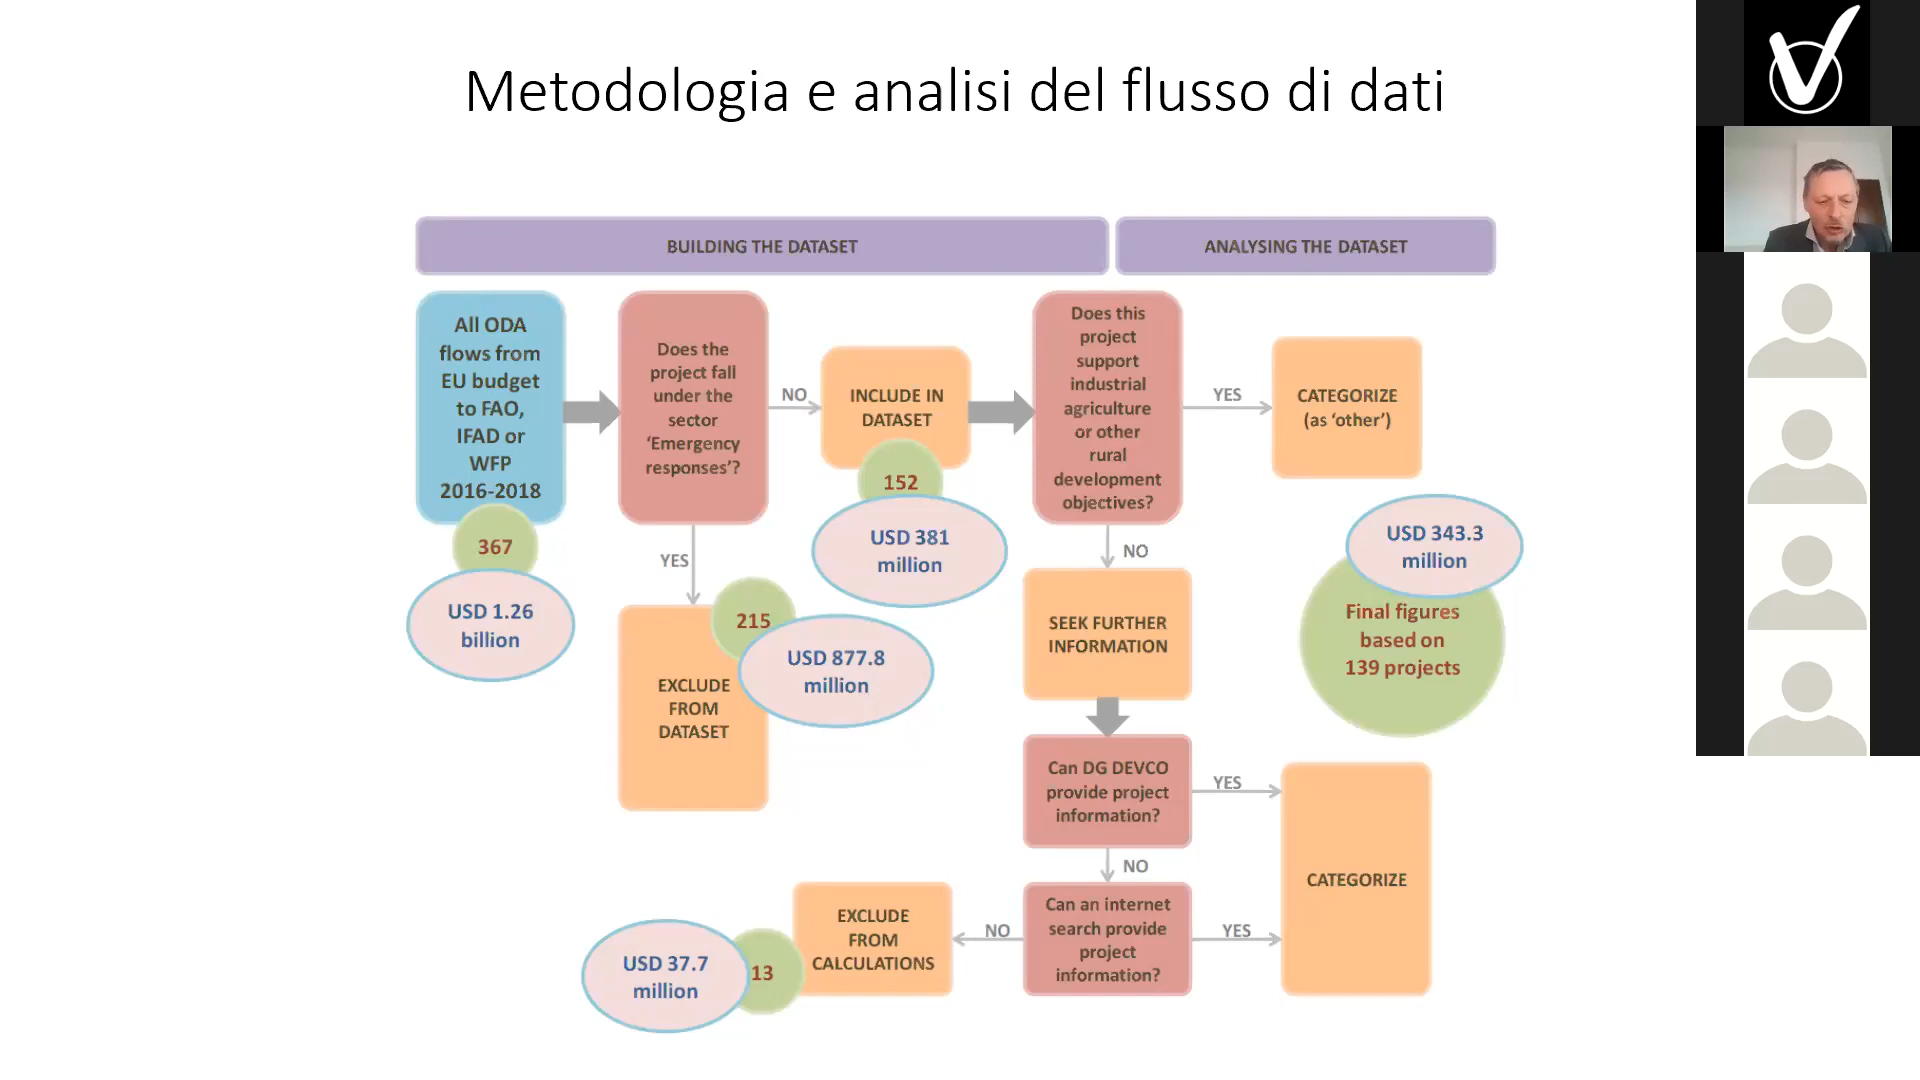 Metodologia e analisi del flusso di dati
BUILDING THE DATASET
ANALYSING THE DATASET
All ODA
flows from
EU budget
to FAO,
IFAD or
WFP
2016-2018
367
USD 1.26
billion
Does the
project fall
under the
sector
‘Emergency
responses’?
NO
YES
INCLUDE IN
DATASET
152
USD 381
million
215
USD 877.8
million
EXCLUDE
FROM
DATASET
Does this
project
support
industrial
agriculture
or other
rural
development
objectives?
YES
CATEGORIZE
(as ‘other’)
NO
SEEK FURTHER
INFORMATION
USD 343.3
million
Final figures
based on
139 projects
Can DG DEVCO
provide project
information?
YES
NO
CATEGORIZE
Can an internet
search provide
project
information?
YES
NO
EXCLUDE
FROM
CALCULATIONS
13
USD 37.7
million